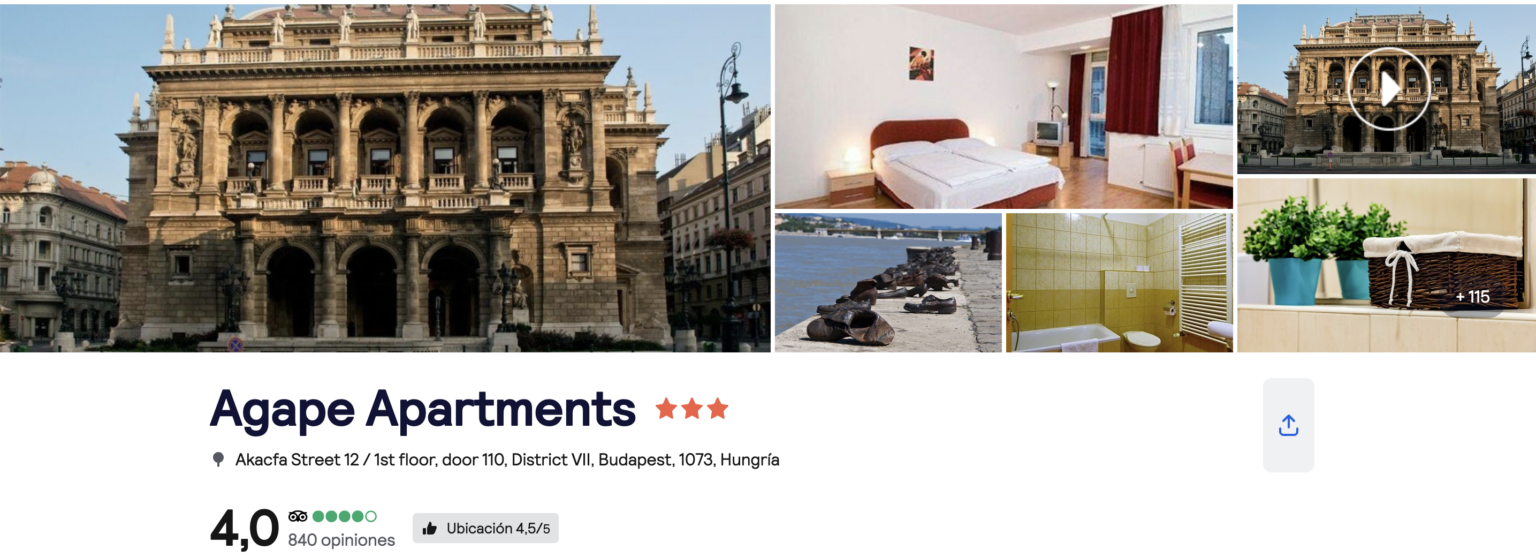 + 115
Agape Apartments
Akacfa Street 12 / 1st floor, door 110, District VII, Budapest, 1073, Hungría
4,0
840 opiniones
Ubicación 4,5/5